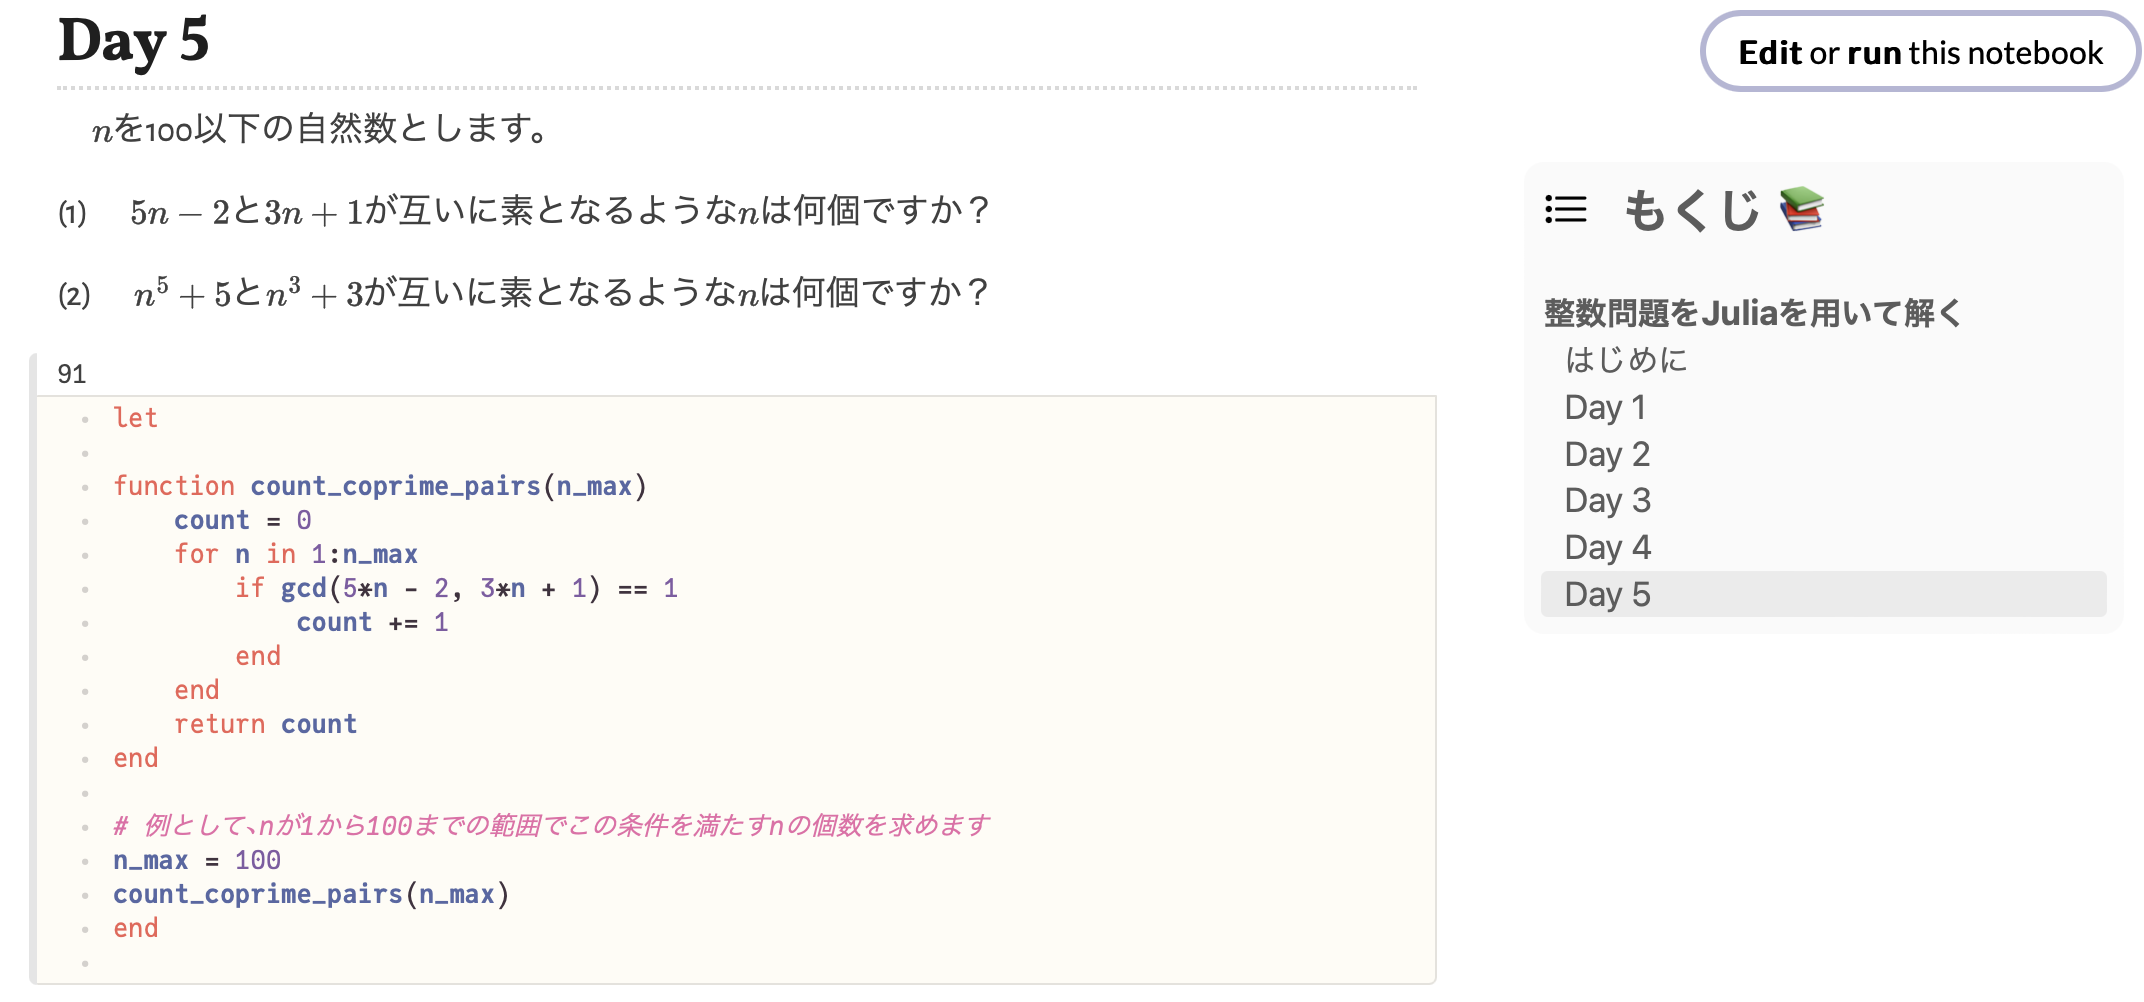 Day 5
Edit or run this notebook
nを100以下の自然数とします。
(1) 5n − 2と3n + 1が互いに素となるようなnは何個ですか？
(2) n⁵ + 5とn³ + 3が互いに素となるようなnは何個ですか？
91
let
function count_coprime_pairs(n_max)
count = 0
for n in 1:n_max
if gcd(5*n - 2, 3*n + 1) == 1
count += 1
end
end
return count
end
# 例として、nが1から100までの範囲でこの条件を満たすnの個数を求めます
n_max = 100
count_coprime_pairs(n_max)
end
もくじ 📚
整数問題をJuliaを用いて解く
はじめに
Day 1
Day 2
Day 3
Day 4
Day 5